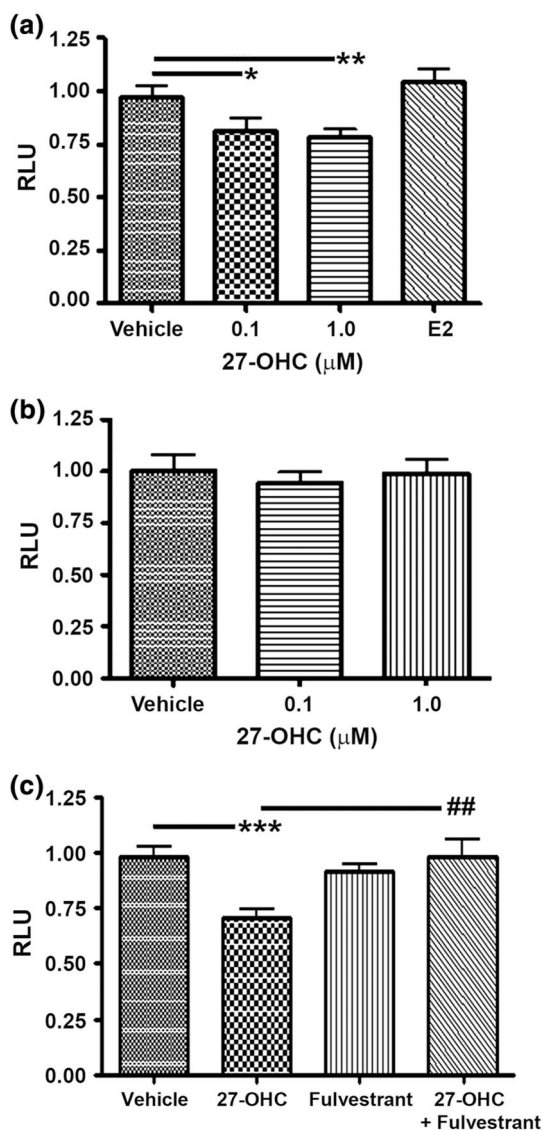 (a)
1.25
1.00
0.75
0.50
0.25
0.00
RLU
*
**
Vehicle 0.1 1.0 E2
27-OHC (μM)
(b)
1.25
1.00
0.75
0.50
0.25
0.00
RLU
Vehicle 0.1 1.0
27-OHC (μM)
(c)
1.25
1.00
0.75
0.50
0.25
0.00
RLU
***
##
Vehicle 27-OHC Fulvestrant 27-OHC
+ Fulvestrant